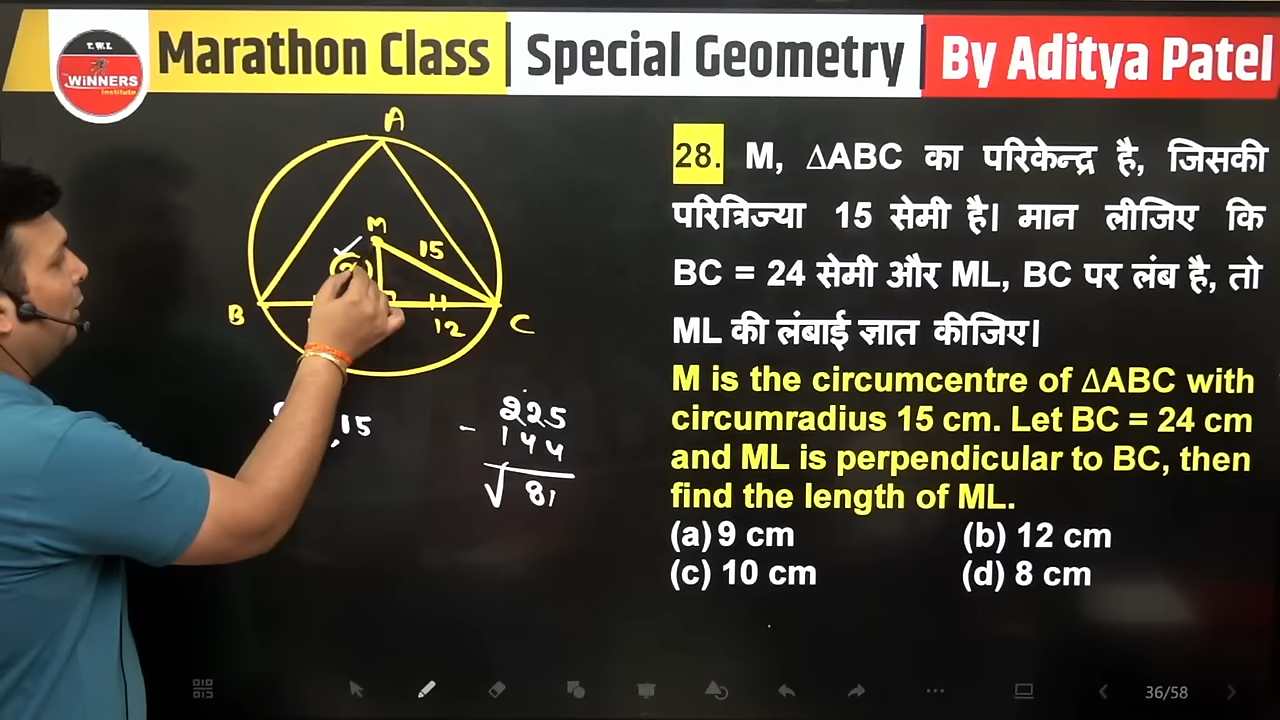 T.W.I.
WINNERS
institute
Marathon Class | Special Geometry By Aditya Patel
A
M
15
B
12
C
15
225
- 144
√81
28. M, ∆ABC का परिकेन्द्र है, जिसकी
परित्रिज्या 15 सेमी है। मान लीजिए कि
BC = 24 सेमी और ML, BC पर लंब है, तो
ML की लंबाई ज्ञात कीजिए।
M is the circumcentre of ∆ABC with
circumradius 15 cm. Let BC = 24 cm
and ML is perpendicular to BC, then
find the length of ML.
(a) 9 cm (b) 12 cm
(c) 10 cm (d) 8 cm
36/58